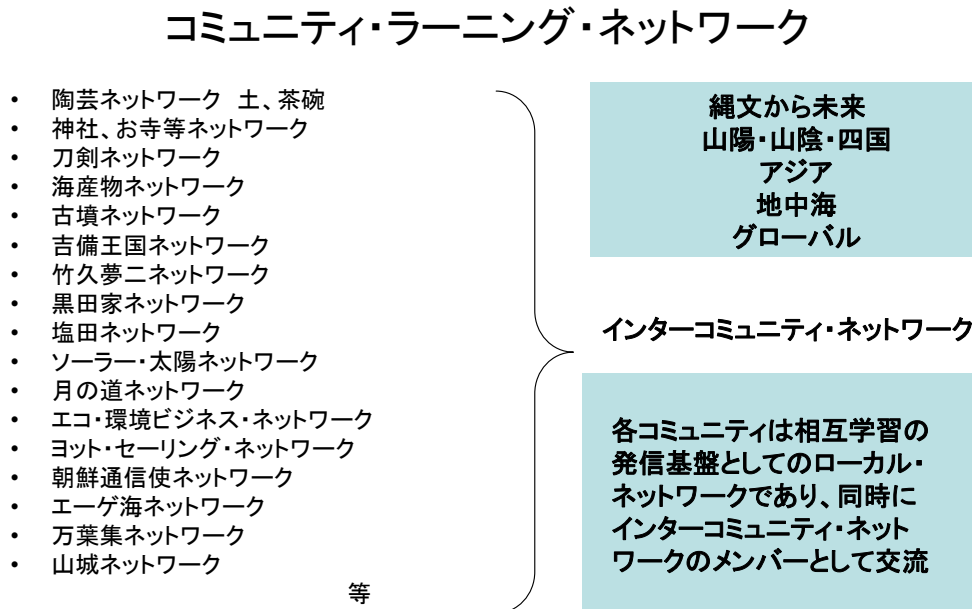 コミュニティ・ラーニング・ネットワーク
• 陶芸ネットワーク　土、茶碗
• 神社、お寺等ネットワーク
• 刀剣ネットワーク
• 海産物ネットワーク
• 古墳ネットワーク
• 吉備王国ネットワーク
• 竹久夢二ネットワーク
• 黒田家ネットワーク
• 塩田ネットワーク
• ソーラー・太陽ネットワーク
• 月の道ネットワーク
• エコ・環境ビジネス・ネットワーク
• ヨット・セーリング・ネットワーク
• 朝鮮通信使ネットワーク
• エーゲ海ネットワーク
• 万葉集ネットワーク
• 山城ネットワーク
等
縄文から未来
山陽・山陰・四国
アジア
地中海
グローバル
インターコミュニティ・ネットワーク
各コミュニティは相互学習の
発信基盤としてのローカル・
ネットワークであり、同時に
インターコミュニティ・ネット
ワークのメンバーとして交流